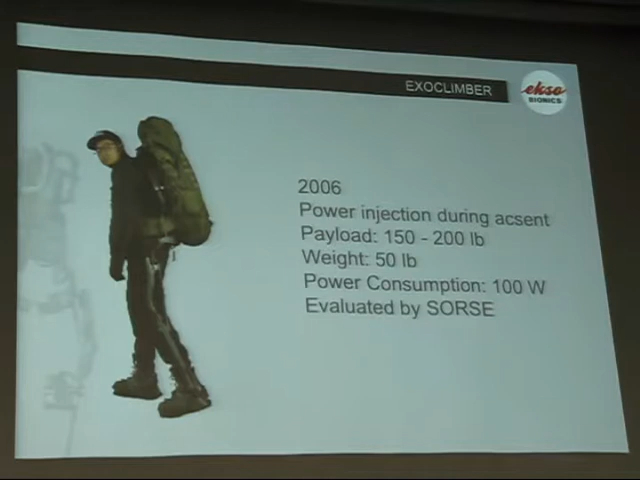 EXOCLIMBER
ekso
BIONICS
2006
Power injection during acsent
Payload: 150 - 200 lb
Weight: 50 lb
Power Consumption: 100 W
Evaluated by SORSE